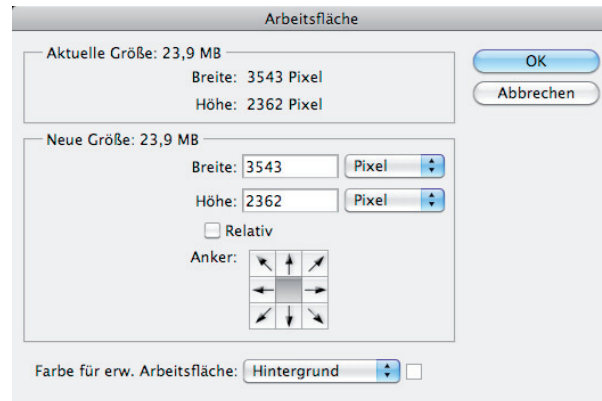 Arbeitsfläche
Aktuelle Größe: 23,9 MB
Breite: 3543 Pixel
Höhe: 2362 Pixel
OK
Abbrechen
Neue Größe: 23,9 MB
Breite: 3543 Pixel
Höhe: 2362 Pixel
Relativ
Anker:
Farbe für erw. Arbeitsfläche: Hintergrund